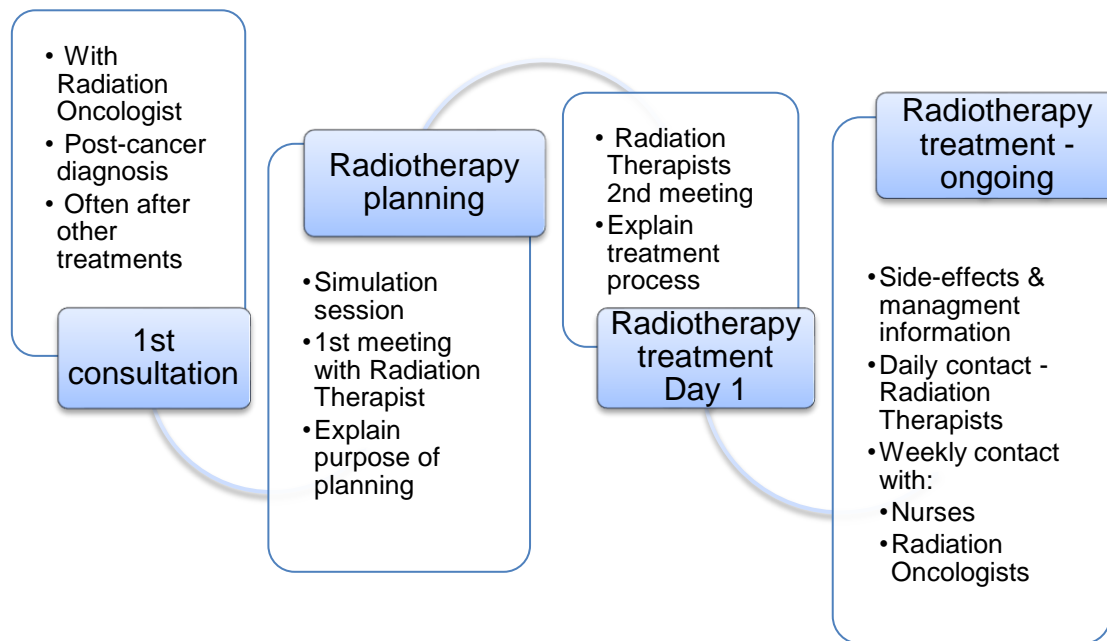 • With
Radiation
Oncologist
• Post-cancer
diagnosis
• Often after
other
treatments
1st
consultation
Radiotherapy
planning
•Simulation
session
•1st meeting
with Radiation
Therapist
•Explain
purpose of
planning
• Radiation
Therapists
2nd meeting
•Explain
treatment
process
Radiotherapy
treatment
Day 1
Radiotherapy
treatment -
ongoing
•Side-effects &
managment
information
•Daily contact -
Radiation
Therapists
•Weekly contact
with:
•Nurses
•Radiation
Oncologists